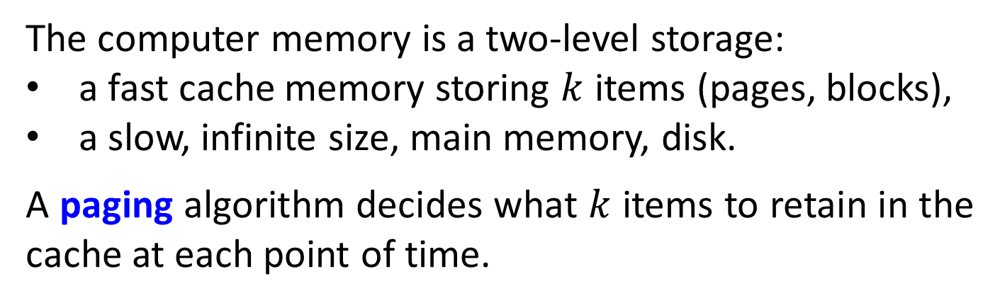 The computer memory is a two-level storage:
• a fast cache memory storing k items (pages, blocks),
• a slow, infinite size, main memory, disk.
A paging algorithm decides what k items to retain in the
cache at each point of time.